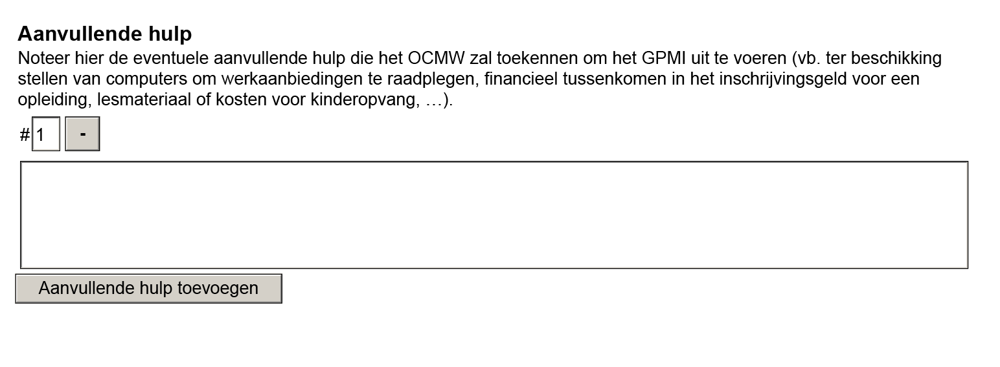 Aanvullende hulp
Noteer hier de eventuele aanvullende hulp die het OCMW zal toekennen om het GPMI uit te voeren (vb. ter beschikking
stellen van computers om werkaanbiedingen te raadplegen, financieel tussenkomen in het inschrijvingsgeld voor een
opleiding, lesmateriaal of kosten voor kinderopvang, …).
#1 -
Aanvullende hulp toevoegen